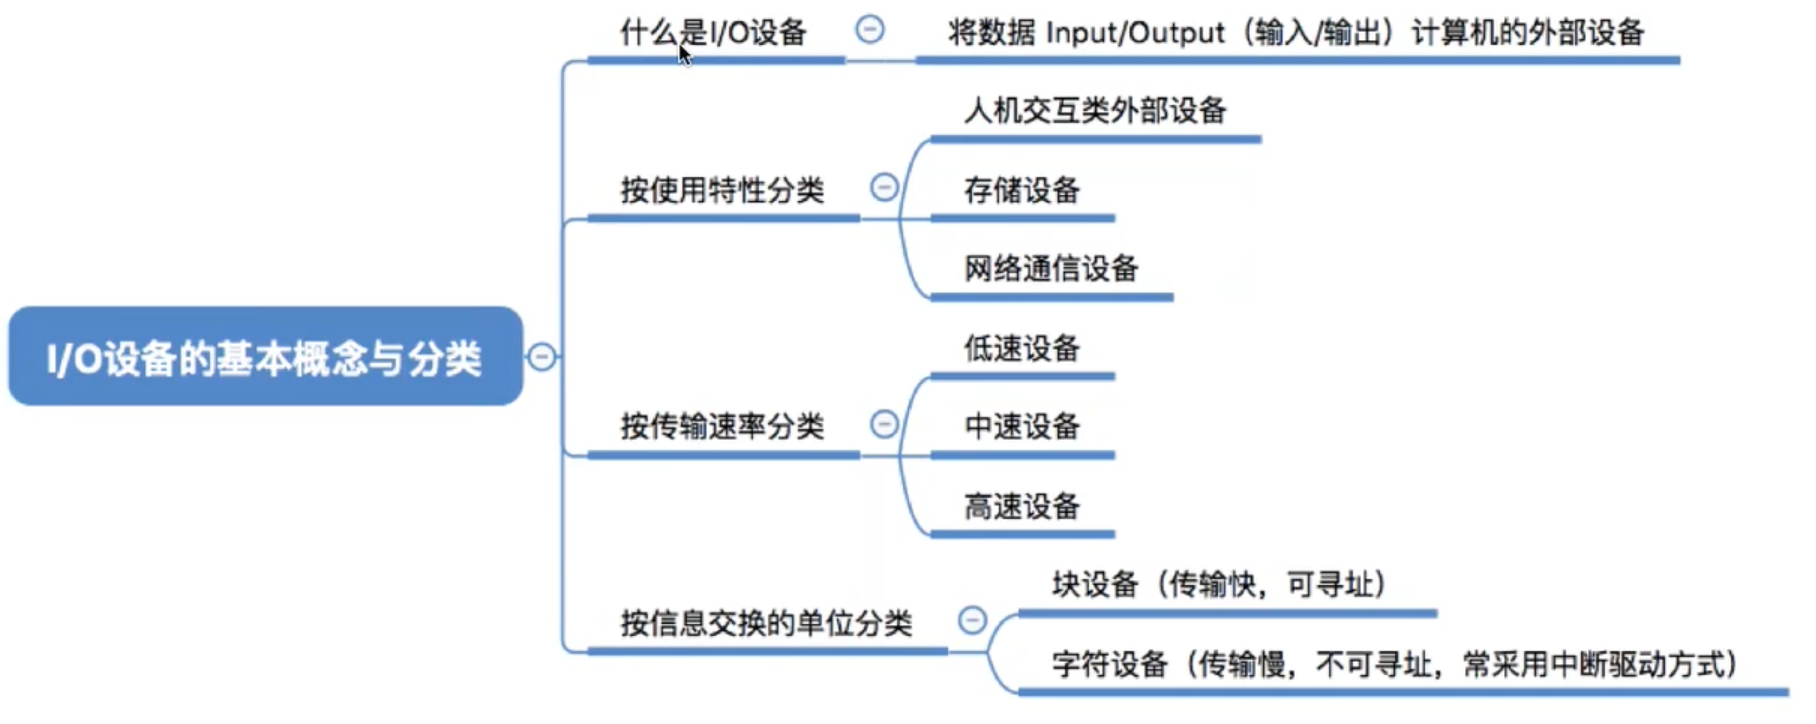 什么是I/O设备
将数据 Input/Output（输入/输出）计算机的外部设备
人机交互类外部设备
按使用特性分类
存储设备
网络通信设备
I/O设备的基本概念与分类
低速设备
按传输速率分类
中速设备
高速设备
块设备（传输快，可寻址）
按信息交换的单位分类
字符设备（传输慢，不可寻址，常采用中断驱动方式）